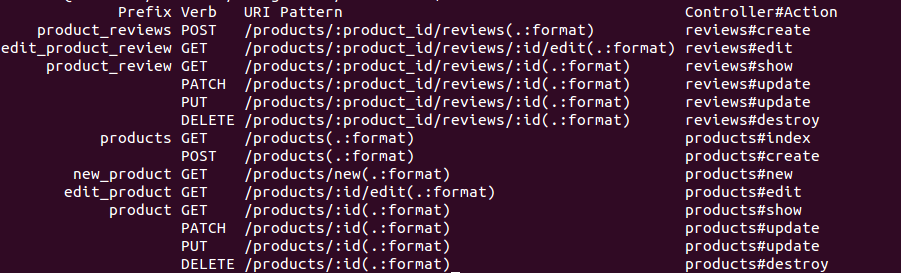 Prefix Verb URI Pattern Controller#Action
product_reviews POST /products/:product_id/reviews(.:format) reviews#create
edit_product_review GET /products/:product_id/reviews/:id/edit(.:format) reviews#edit
product_review GET /products/:product_id/reviews/:id(.:format) reviews#show
PATCH /products/:product_id/reviews/:id(.:format) reviews#update
PUT /products/:product_id/reviews/:id(.:format) reviews#update
DELETE /products/:product_id/reviews/:id(.:format) reviews#destroy
products GET /products(.:format) products#index
POST /products(.:format) products#create
new_product GET /products/new(.:format) products#new
edit_product GET /products/:id/edit(.:format) products#edit
product GET /products/:id(.:format) products#show
PATCH /products/:id(.:format) products#update
PUT /products/:id(.:format) products#update
DELETE /products/:id(.:format) products#destroy